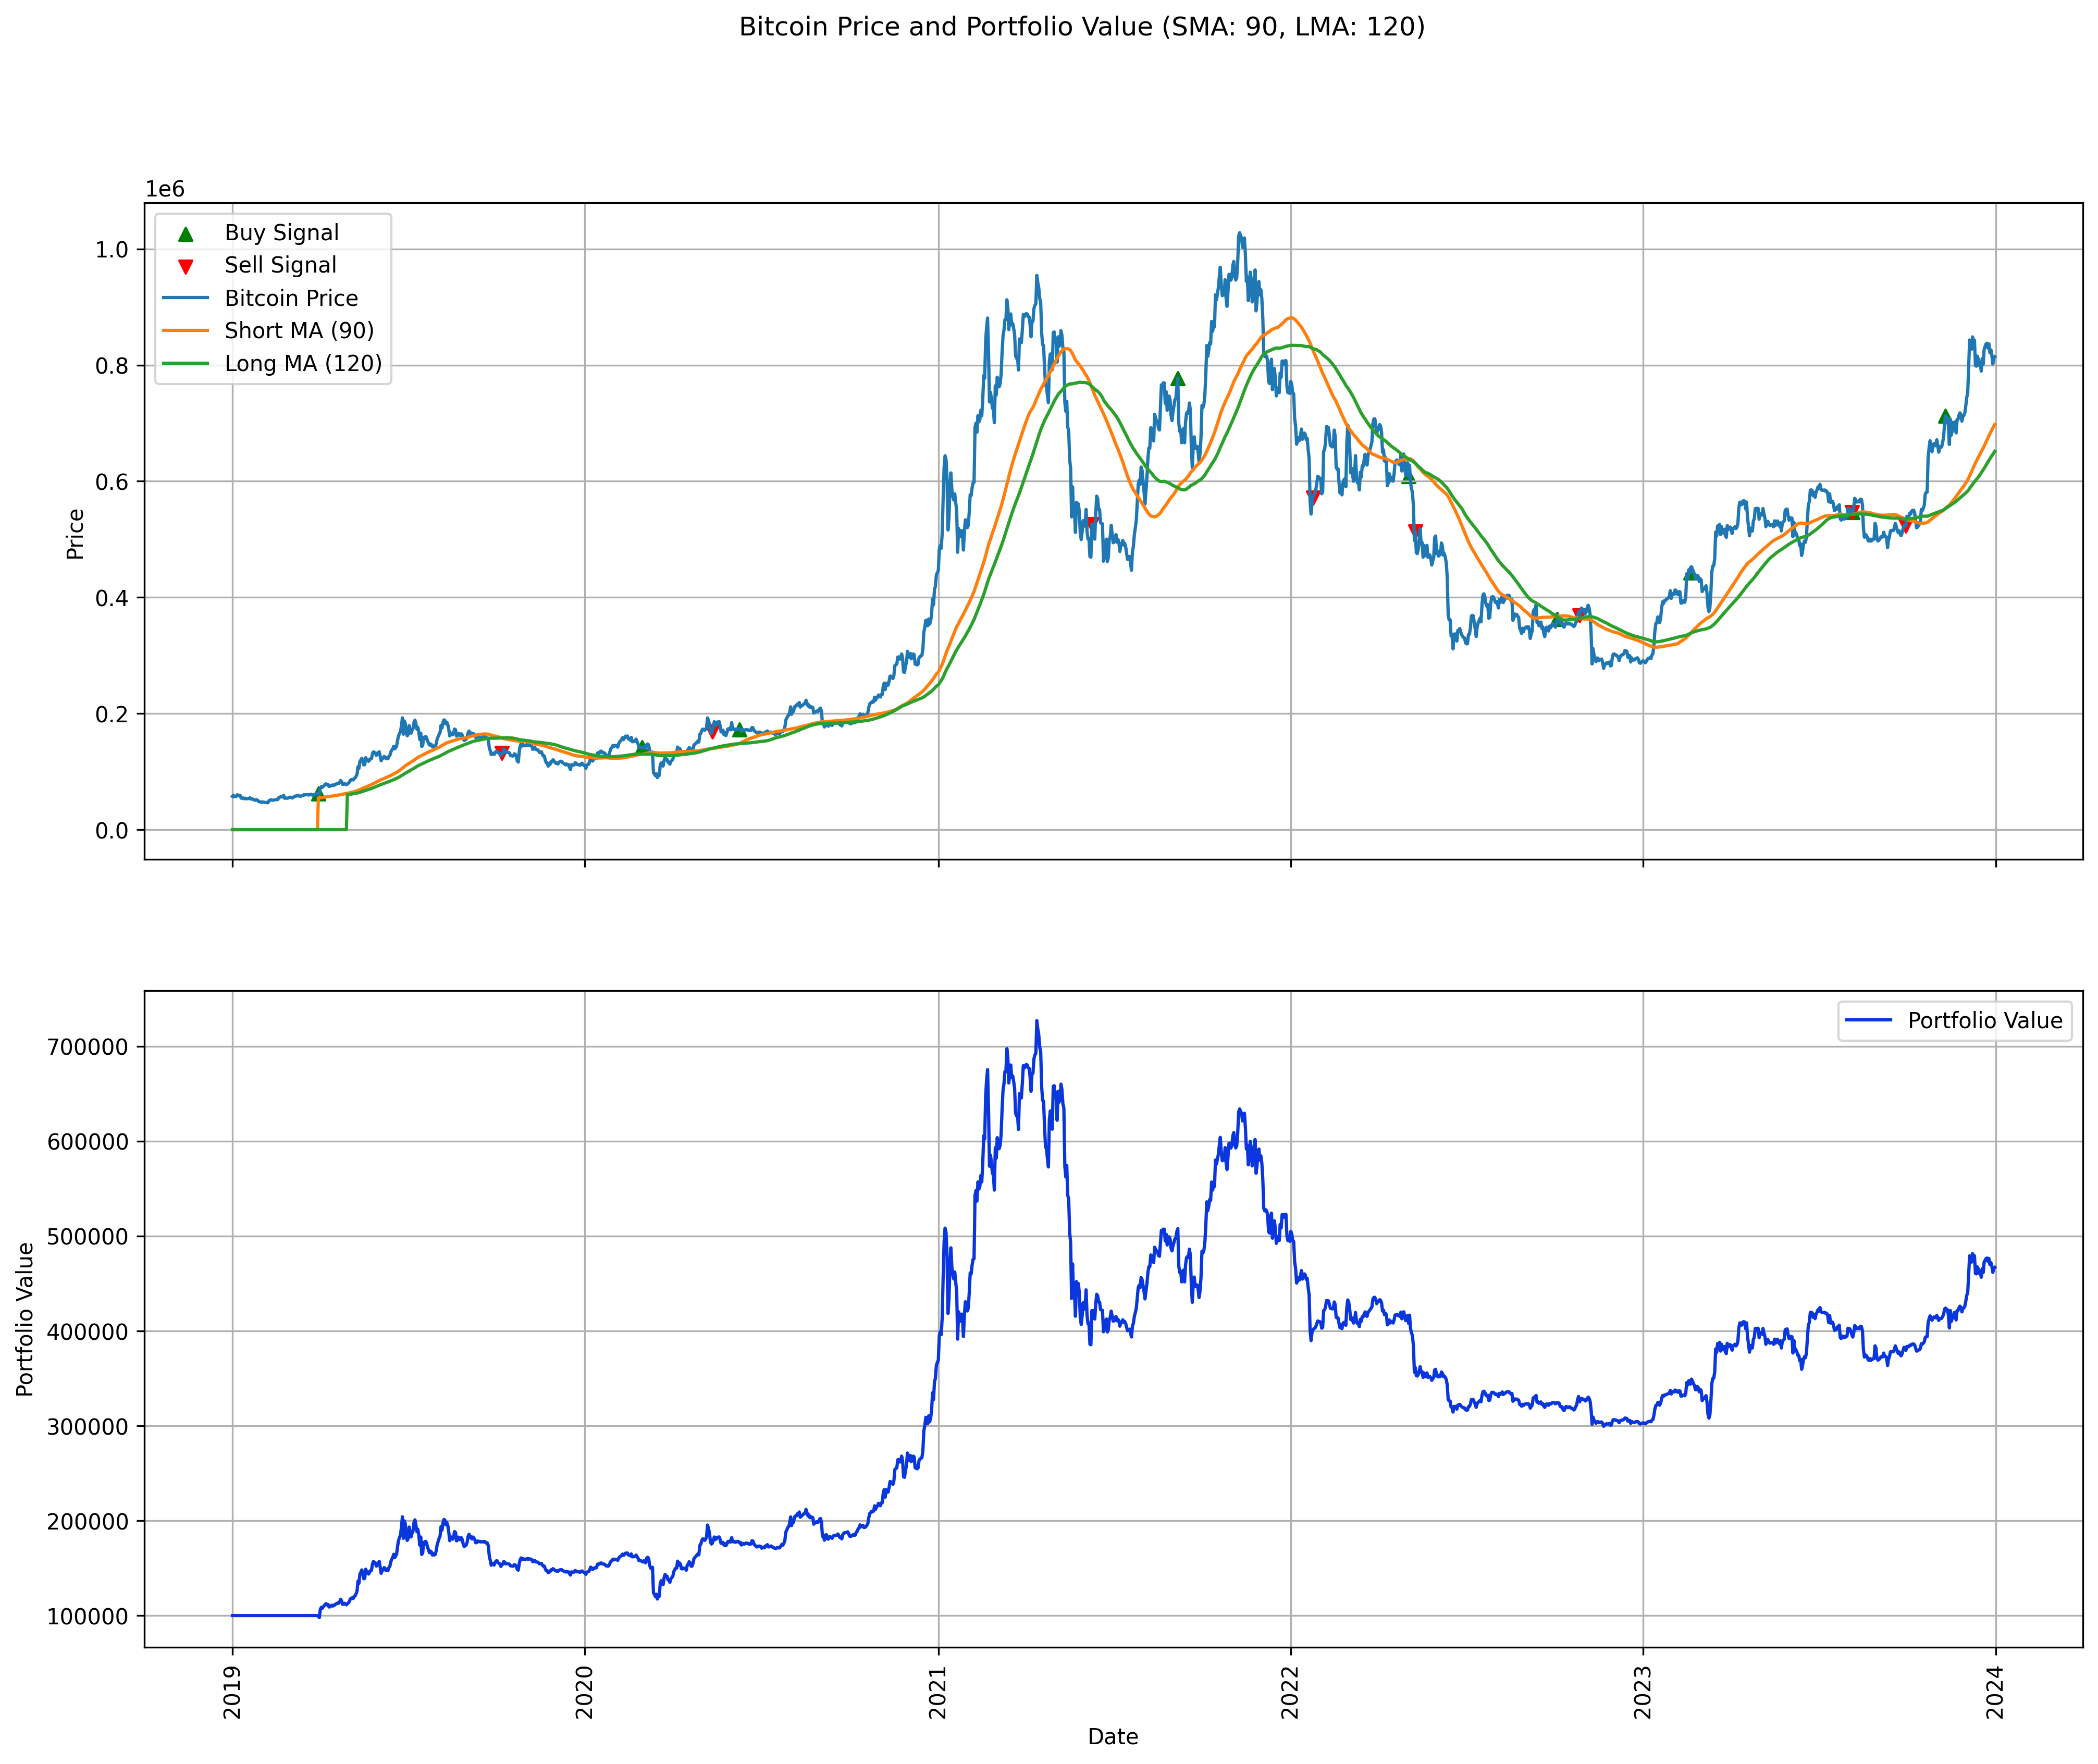 Bitcoin Price and Portfolio Value (SMA: 90, LMA: 120)
1e6
Buy Signal
Sell Signal
Bitcoin Price
Short MA (90)
Long MA (120)
1.0
0.8
0.6
0.4
0.2
0.0
Price
Portfolio Value
700000
600000
500000
400000
300000
200000
100000
Portfolio Value
2019
2020
2021
2022
2023
2024
Date